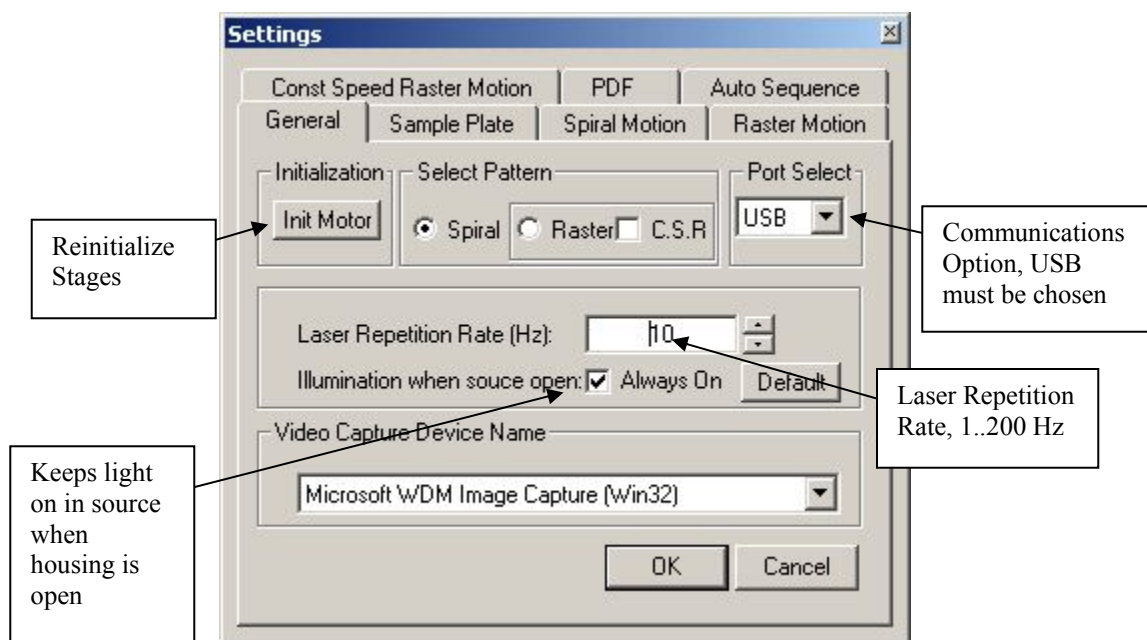 Settings
Const Speed Raster Motion PDF Auto Sequence
General Sample Plate Spiral Motion Raster Motion
Initialization Select Pattern Port Select
Init Motor Spiral Raster C.S.R USB
Reinitialize
Stages
Communications
Option, USB
must be chosen
Laser Repetition Rate (Hz): 10
Illumination when souce open: Always On Default
Laser Repetition
Rate, 1..200 Hz
Video Capture Device Name
Microsoft WDM Image Capture (Win32)
Keeps light
on in source
when
housing is
open
OK Cancel